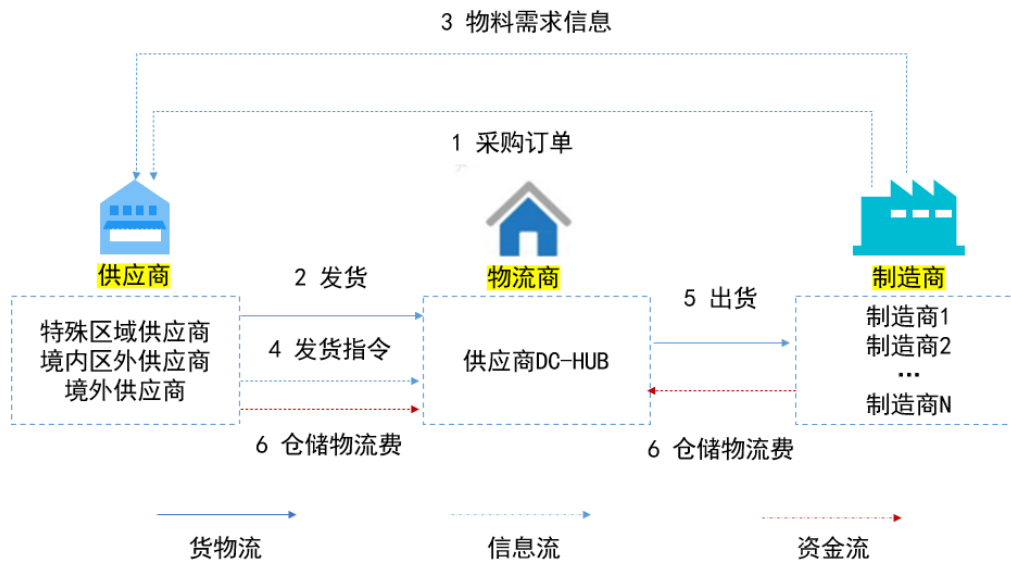 3 物料需求信息
1 采购订单
供应商
物流商
制造商
2 发货
5 出货
特殊区域供应商
境内区外供应商
境外供应商
4 发货指令
供应商DC-HUB
制造商1
制造商2
…
制造商N
6 仓储物流费
6 仓储物流费
货物流
信息流
资金流